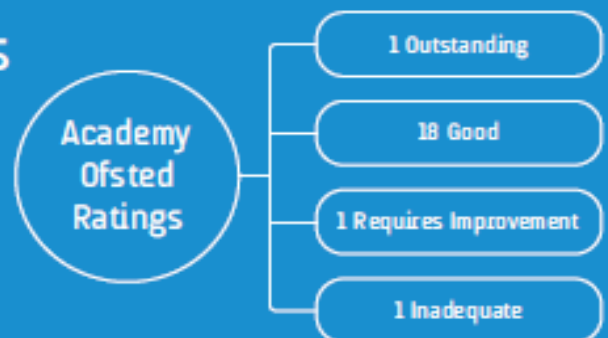 Academy
Ofsted
Ratings
1 Outstanding
18 Good
1 Requires Improvement
1 Inadequate